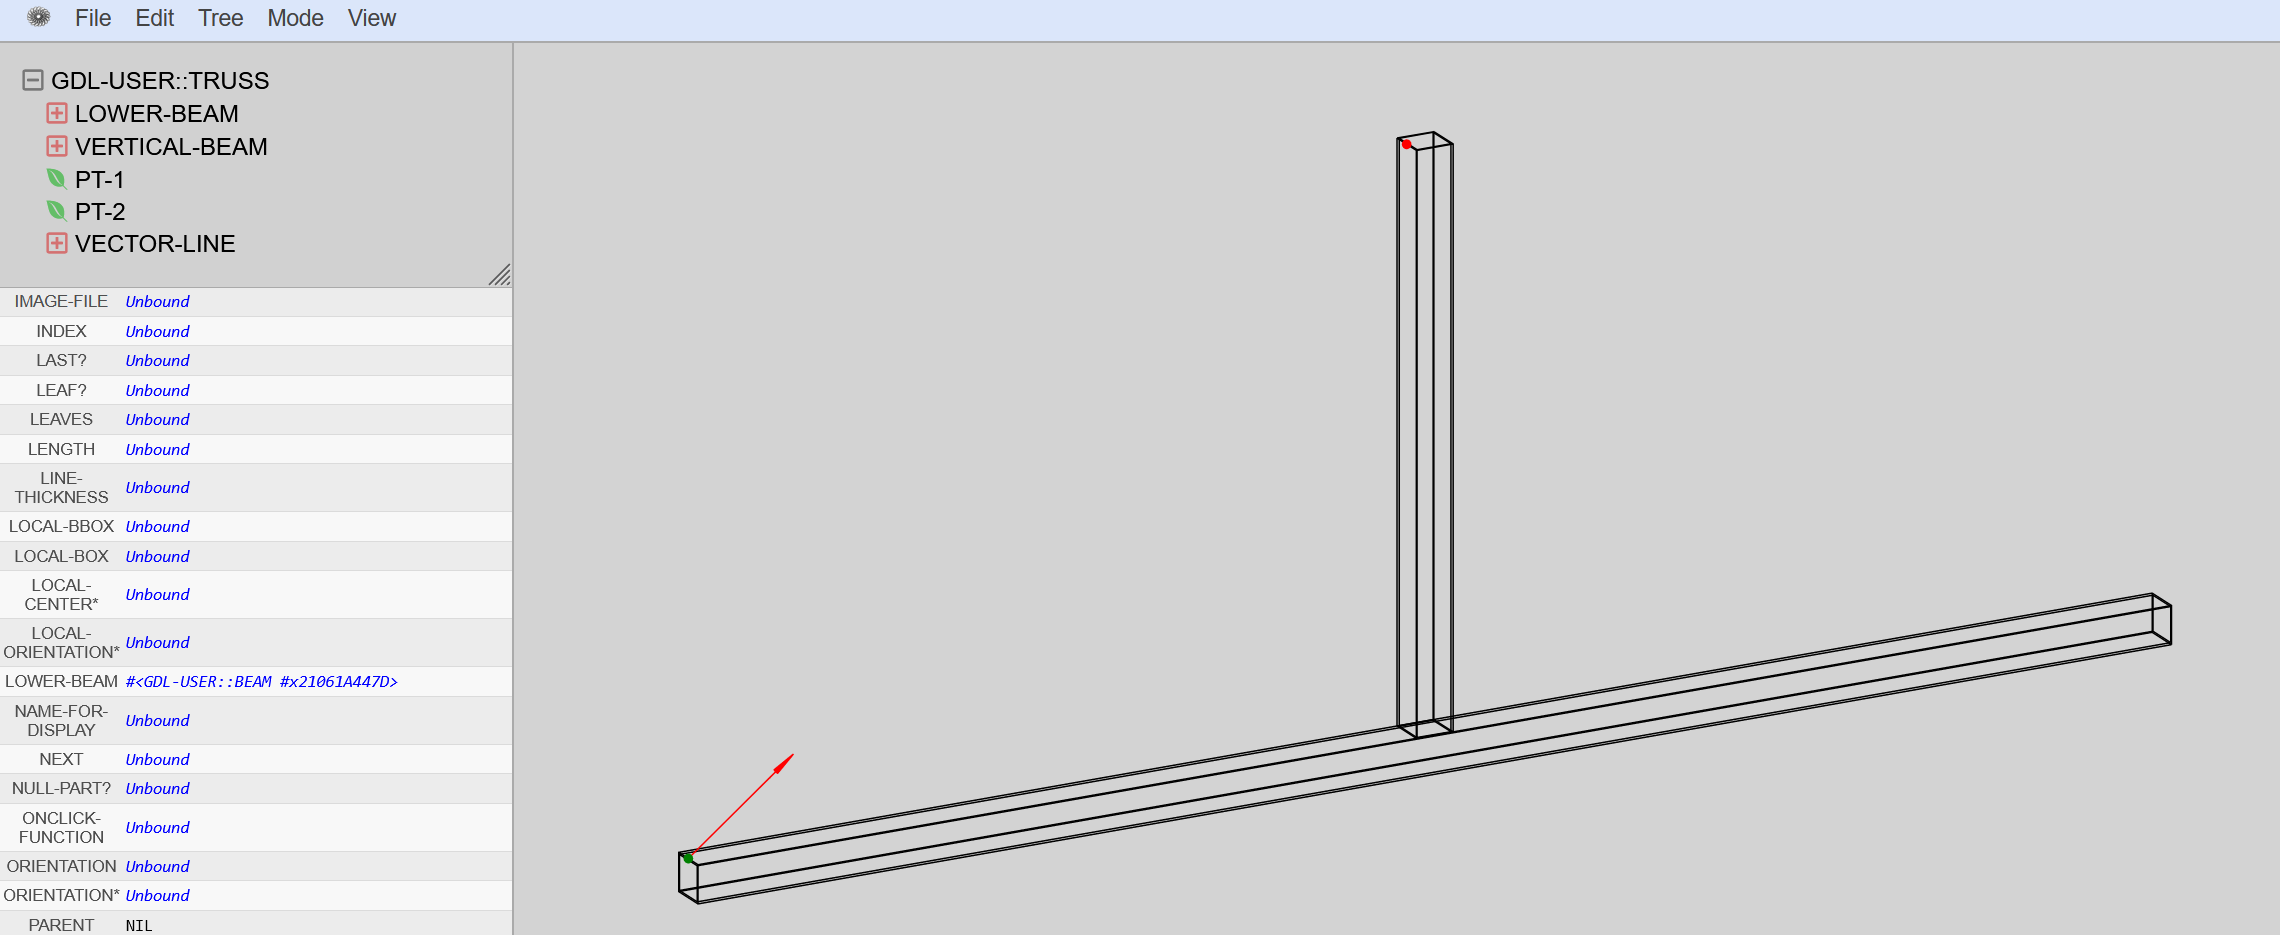 File Edit Tree Mode View
GDL-USER::TRUSS
LOWER-BEAM
VERTICAL-BEAM
PT-1
PT-2
VECTOR-LINE
IMAGE-FILE Unbound
INDEX Unbound
LAST? Unbound
LEAF? Unbound
LEAVES Unbound
LENGTH Unbound
LINE-
THICKNESS Unbound
LOCAL-BBOX Unbound
LOCAL-BOX Unbound
LOCAL-
CENTER* Unbound
LOCAL-
ORIENTATION* Unbound
LOWER-BEAM #<GDL-USER::BEAM #x21061A447D>
NAME-FOR-
DISPLAY Unbound
NEXT Unbound
NULL-PART? Unbound
ONCLICK-
FUNCTION Unbound
ORIENTATION Unbound
ORIENTATION* Unbound
PARENT NIL